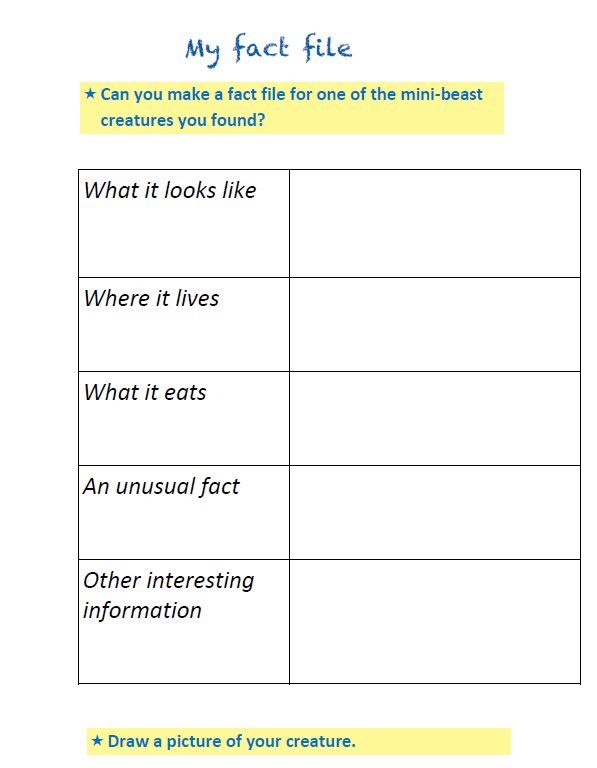 My fact file
★ Can you make a fact file for one of the mini-beast
creatures you found?
What it looks like
Where it lives
What it eats
An unusual fact
Other interesting
information
★ Draw a picture of your creature.